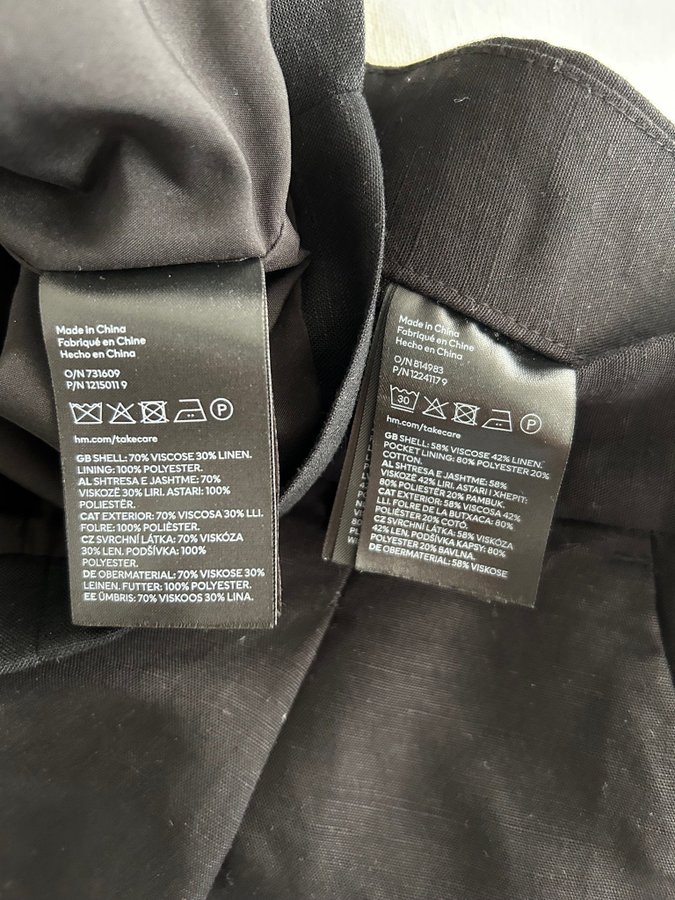 Made in China
Fabriqué en Chine
Hecho en China
O/N 731609
P/N 1215011 9
hm.com/takecare
GB SHELL: 70% VISCOSE 30% LINEN.
LINING: 100% POLYESTER.
AL SHTRESA E JASHTME: 70%
VISKOZË 30% LIRI. ASTARI: 100%
POLIESTËR.
CAT EXTERIOR: 70% VISCOSA 30% LLI.
FOLRE: 100% POLIÈSTER.
CZ SVRCHNÍ LÁTKA: 70% VISKÓZA
30% LEN. PODŠÍVKA: 100%
POLYESTER.
DE OBERMATERIAL: 70% VISKOSE 30%
LEINEN. FUTTER: 100% POLYESTER.
EE ÜMBRIS: 70% VISKOOS 30% LINA.
Made in China
Fabriqué en Chine
Hecho en China
O/N 814983
P/N 1224117 9
30
P
hm.com/takecare
GB SHELL: 58% VISCOSE 42% LINEN.
POCKET LINING: 80% POLYESTER 20%
COTTON.
AL SHTRESA E JASHTME: 58%
VISKOZË 42% LIRI. ASTARI I XHEPIT:
80% POLIESTËR 20% PAMBUK.
CAT EXTERIOR: 58% VISCOSA 42%
LLI. FOLRE DE LA BUTXACA: 80%
POLIÈSTER 20% COTÓ.
CZ SVRCHNÍ LÁTKA: 58% VISKÓZA
42% LEN. PODŠÍVKA KAPSY: 80%
POLYESTER 20% BAVLNA.
DE OBERMATERIAL: 58% VISKOSE